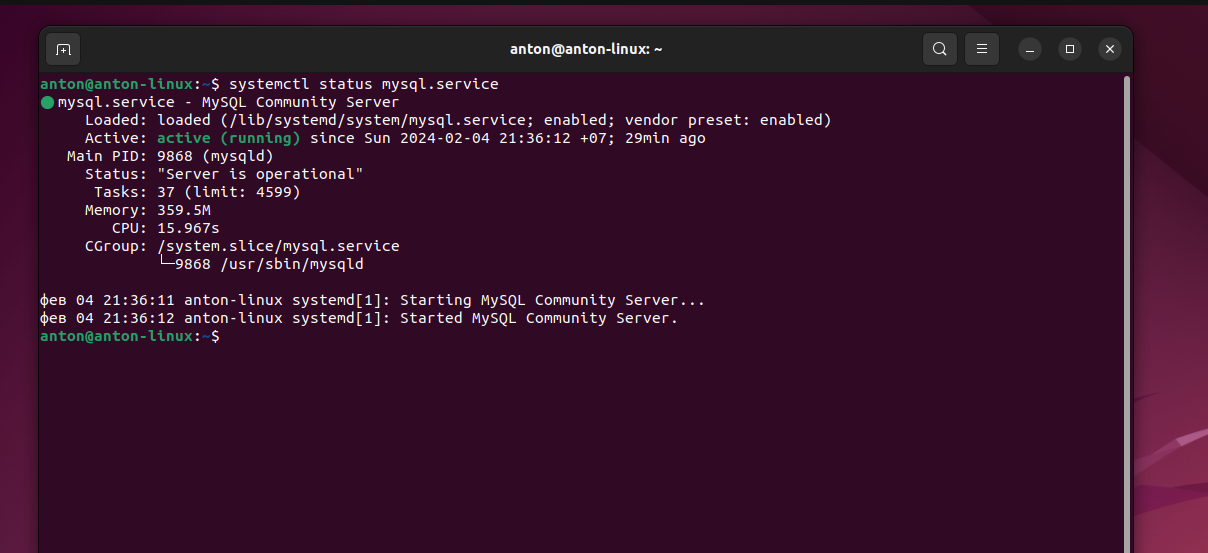 anton@anton-linux: ~
anton@anton-linux:~$ systemctl status mysql.service
mysql.service - MySQL Community Server
Loaded: loaded (/lib/systemd/system/mysql.service; enabled; vendor preset: enabled)
Active: active (running) since Sun 2024-02-04 21:36:12 +07; 29min ago
Main PID: 9868 (mysqld)
Status: "Server is operational"
Tasks: 37 (limit: 4599)
Memory: 359.5M
CPU: 15.967s
CGroup: /system.slice/mysql.service
└─9868 /usr/sbin/mysqld
фев 04 21:36:11 anton-linux systemd[1]: Starting MySQL Community Server...
фев 04 21:36:12 anton-linux systemd[1]: Started MySQL Community Server.
anton@anton-linux:~$